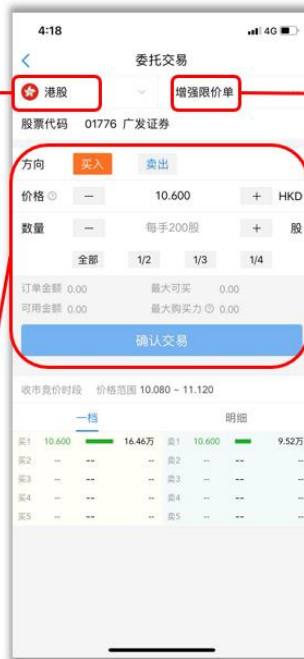 4:18 4G
委托交易
港股 增强限价单
股票代码 01776 广发证券
方向 买入 卖出
价格 − 10.600 + HKD
数量 − 每手200股 + 股
全部 1/2 1/3 1/4
订单金额 0.00 最大可买 0.00
可用金额 0.00 最大购买力 0.00
确认交易
收市竞价时段 价格范围 10.080 ~ 11.120
一档 明细
买1 10.600 16.46万 卖1 10.600 9.52万
买2 -- -- -- 卖2 -- -- --
买3 -- -- -- 卖3 -- -- --
买4 -- -- -- 卖4 -- -- --
买5 -- -- -- 卖5 -- -- --